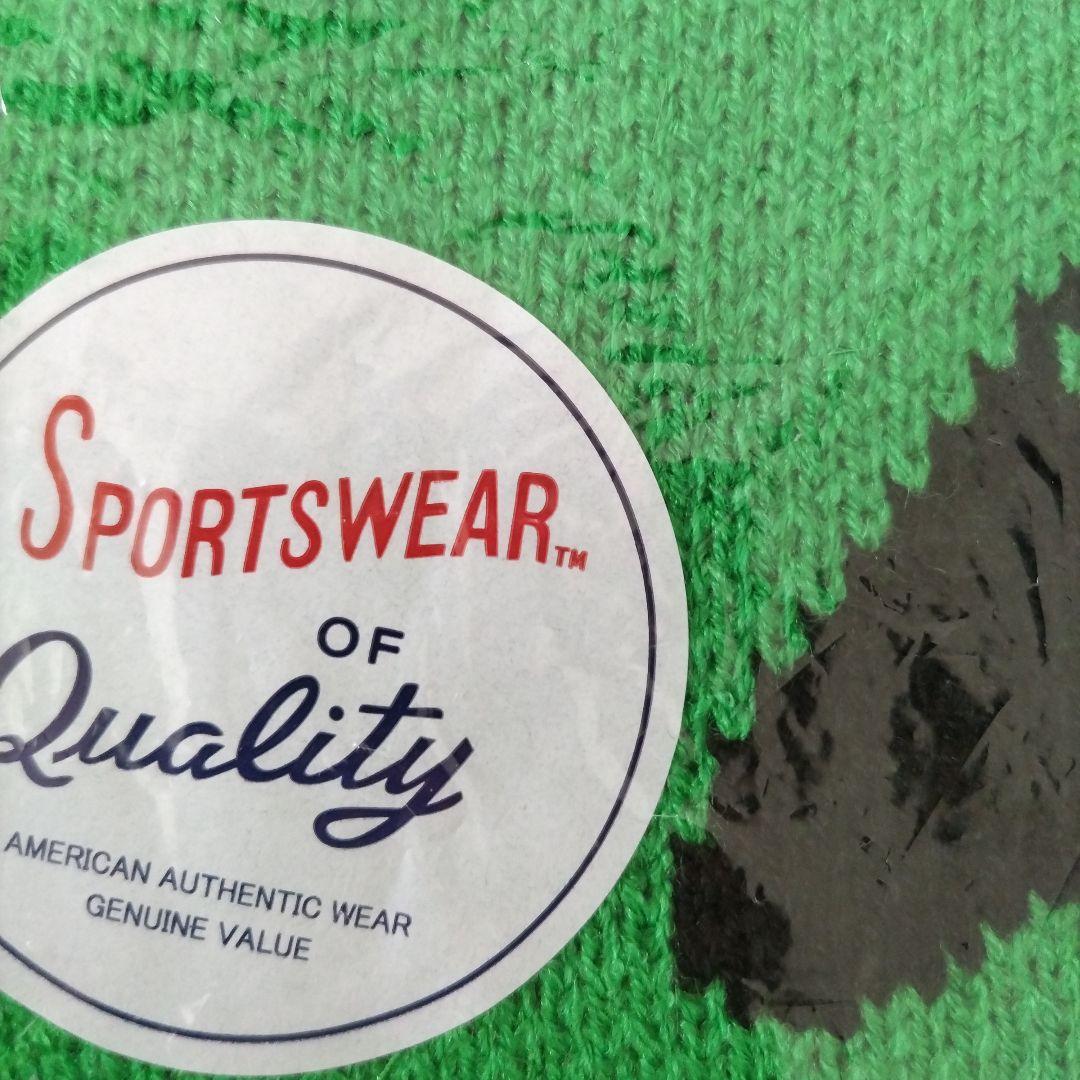 SPORTSWEAR™
OF
Quality
AMERICAN AUTHENTIC WEAR
GENUINE VALUE